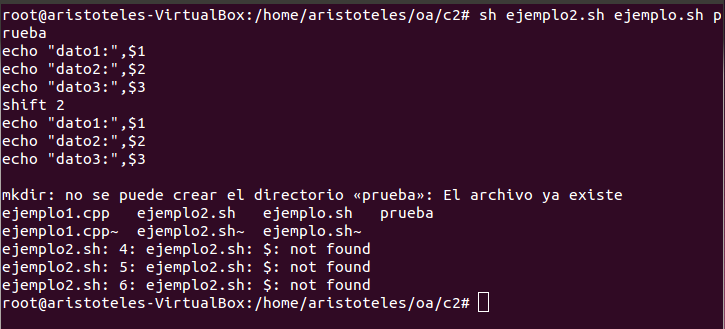 root@aristoteles-VirtualBox:/home/aristoteles/oa/c2# sh ejemplo2.sh ejemplo.sh p
rueba
echo "dato1:",$1
echo "dato2:",$2
echo "dato3:",$3
shift 2
echo "dato1:",$1
echo "dato2:",$2
echo "dato3:",$3
mkdir: no se puede crear el directorio «prueba»: El archivo ya existe
ejemplo1.cpp   ejemplo2.sh   ejemplo.sh   prueba
ejemplo1.cpp~  ejemplo2.sh~  ejemplo.sh~
ejemplo2.sh: 4: ejemplo2.sh: $: not found
ejemplo2.sh: 5: ejemplo2.sh: $: not found
ejemplo2.sh: 6: ejemplo2.sh: $: not found
root@aristoteles-VirtualBox:/home/aristoteles/oa/c2#